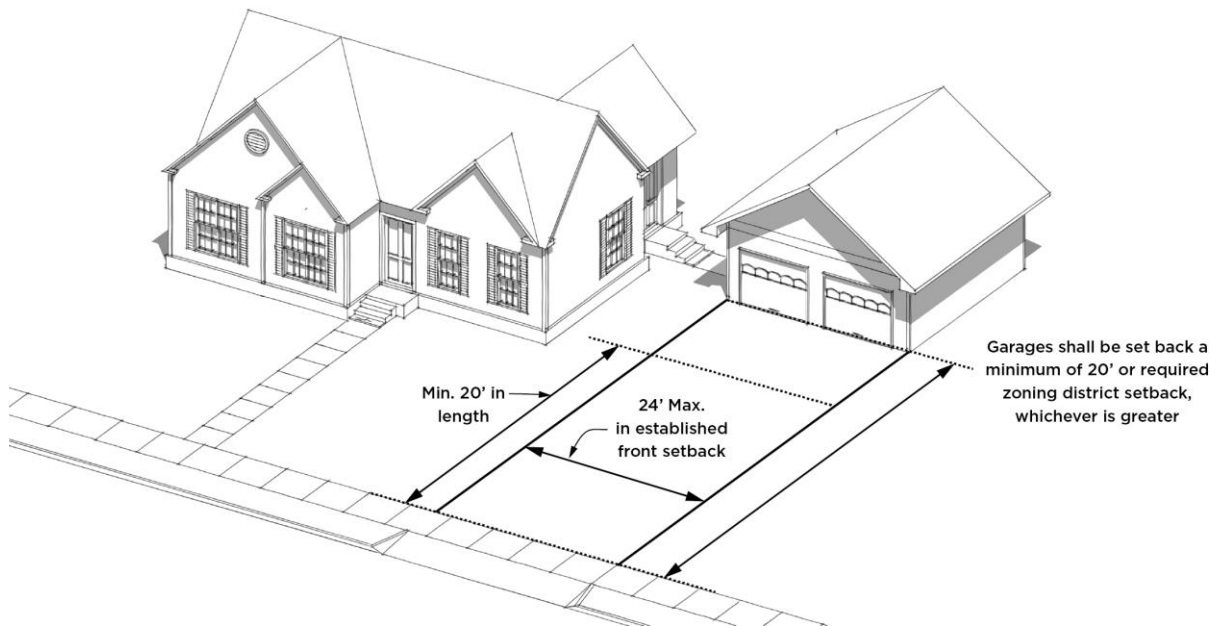 Min. 20’ in
length
24’ Max.
in established
front setback
Garages shall be set back a
minimum of 20’ or required
zoning district setback,
whichever is greater